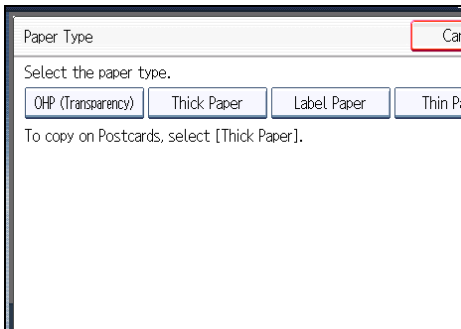 Paper Type
Select the paper type.
OHP (Transparency) Thick Paper Label Paper Thin
To copy on Postcards, select [Thick Paper].